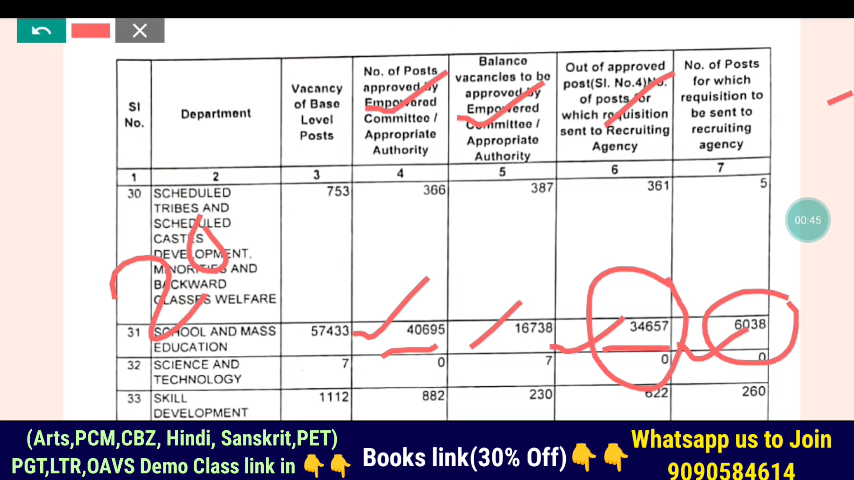 SI No.
Department
Vacancy of Base Level Posts
No. of Posts approved by Empowered Committee / Appropriate Authority
Balance vacancies to be approved by Empowered Committee / Appropriate Authority
Out of approved post(SI. No.4)No. of posts for which requisition sent to Recruiting Agency
No. of Posts for which requisition to be sent to recruiting agency
1 2 3 4 5 6 7
30 SCHEDULED 753 366 387 361 5
TRIBES AND
SCHEDULED
CASTES
DEVELOPMENT,
MINORITIES AND
BACKWARD
CLASSES WELFARE
31 SCHOOL AND MASS 57433 40695 16738 34657 6038
EDUCATION
32 SCIENCE AND 7 0 7 0 0
TECHNOLOGY
33 SKILL 1112 882 230 622 260
DEVELOPMENT
00:45
(Arts,PCM,CBZ, Hindi, Sanskrit,PET)
PGT,LTR,OAVS Demo Class link in 👇👇
Books link(30% Off)👇👇
Whatsapp us to Join
9090584614